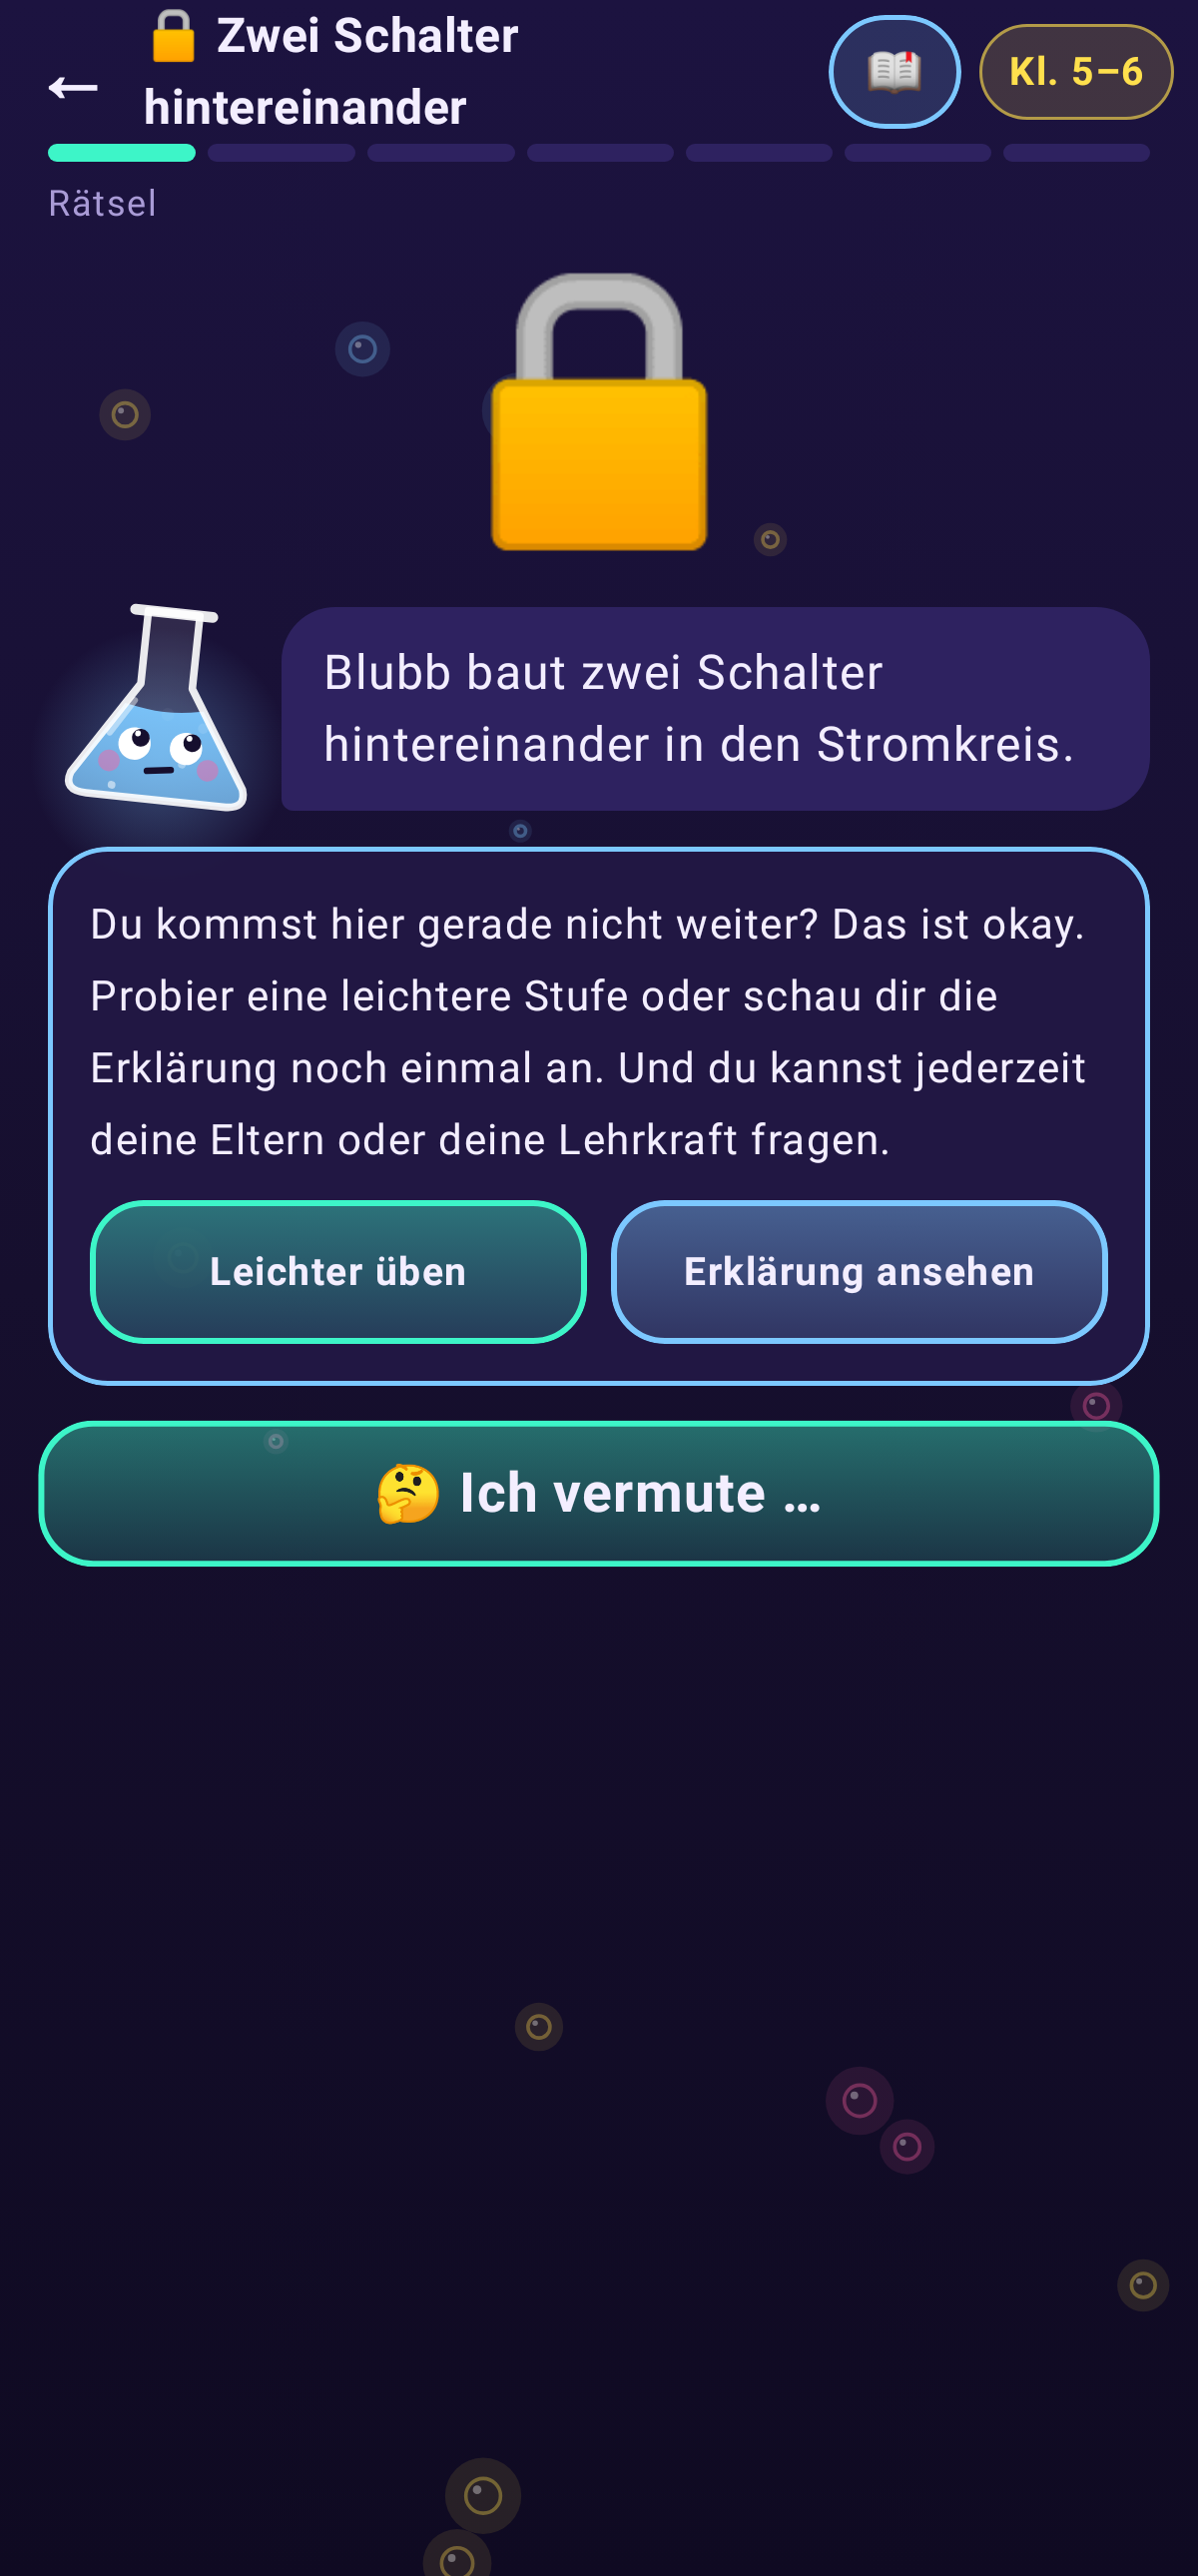 🔒 Zwei Schalter
hintereinander
Kl. 5–6
Rätsel
Blubb baut zwei Schalter
hintereinander in den Stromkreis.
Du kommst hier gerade nicht weiter? Das ist okay.
Probier eine leichtere Stufe oder schau dir die
Erklärung noch einmal an. Und du kannst jederzeit
deine Eltern oder deine Lehrkraft fragen.
Leichter üben
Erklärung ansehen
🤔 Ich vermute …